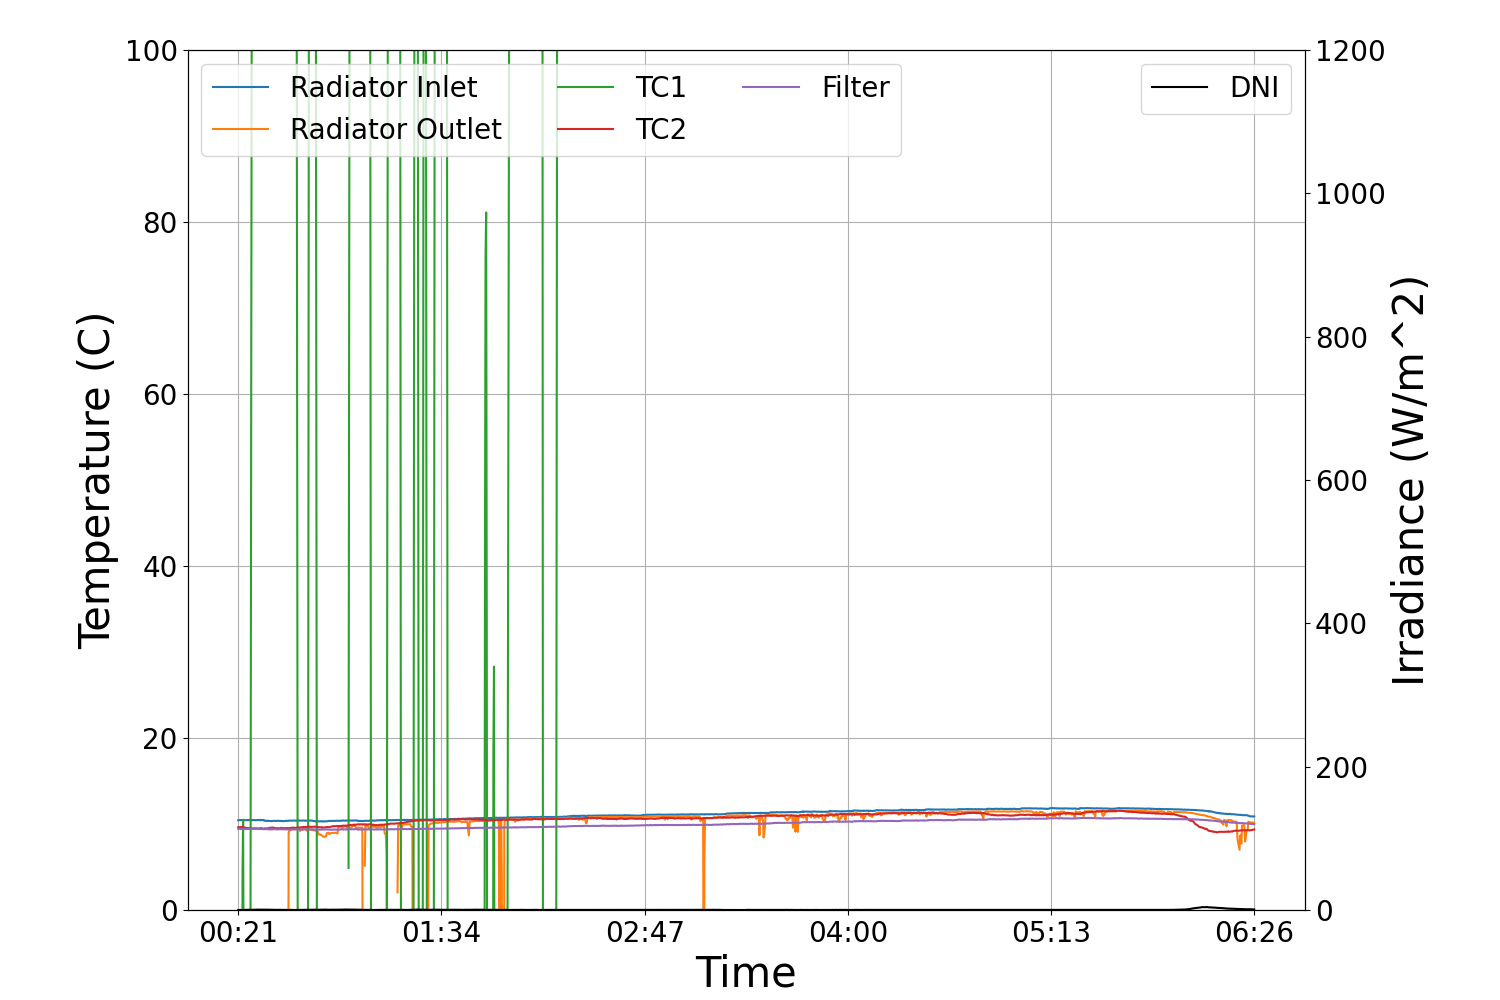 Radiator Inlet
Radiator Outlet
TC1
TC2
Filter
DNI
100
80
60
40
20
0
Temperature (C)
1200
1000
800
600
400
200
0
Irradiance (W/m^2)
00:21
01:34
02:47
04:00
05:13
06:26
Time